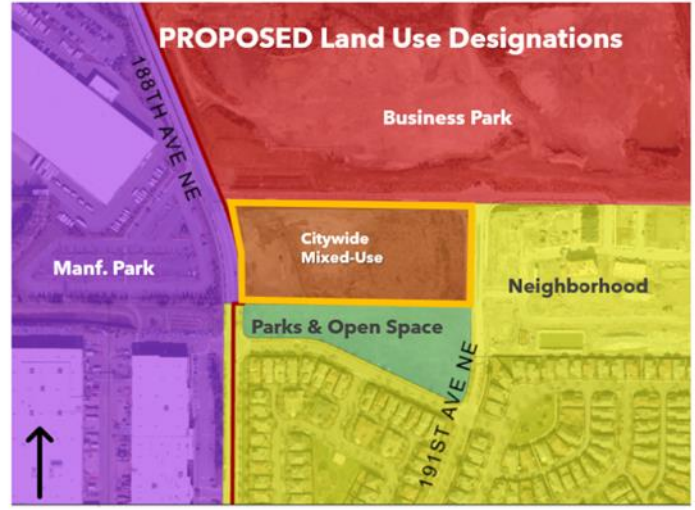 PROPOSED Land Use Designations
188TH AVE NE
Business Park
Citywide
Mixed-Use
Manf. Park
Neighborhood
Parks & Open Space
191ST AVE NE